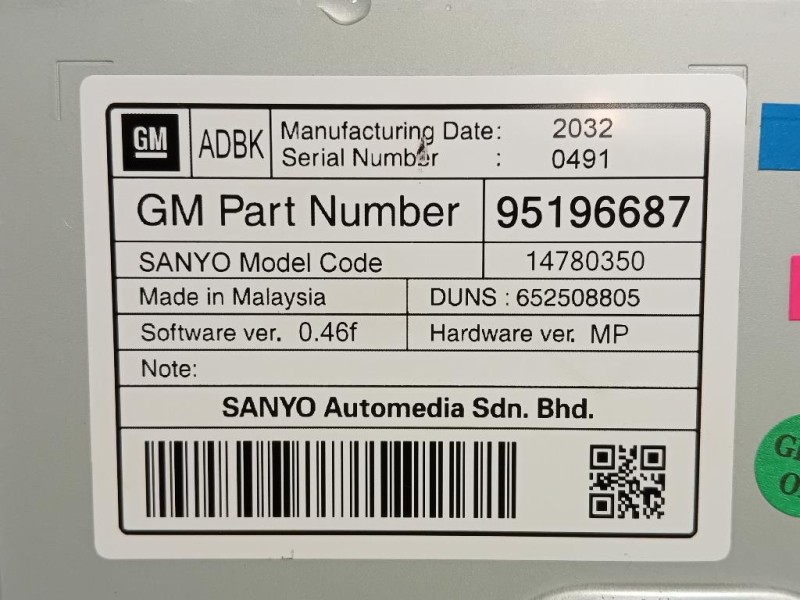 GM ADBK Manufacturing Date: 2032
Serial Number : 0491
GM Part Number 95196687
SANYO Model Code 14780350
Made in Malaysia DUNS : 652508805
Software ver. 0.46f Hardware ver. MP
Note:
SANYO Automedia Sdn. Bhd.